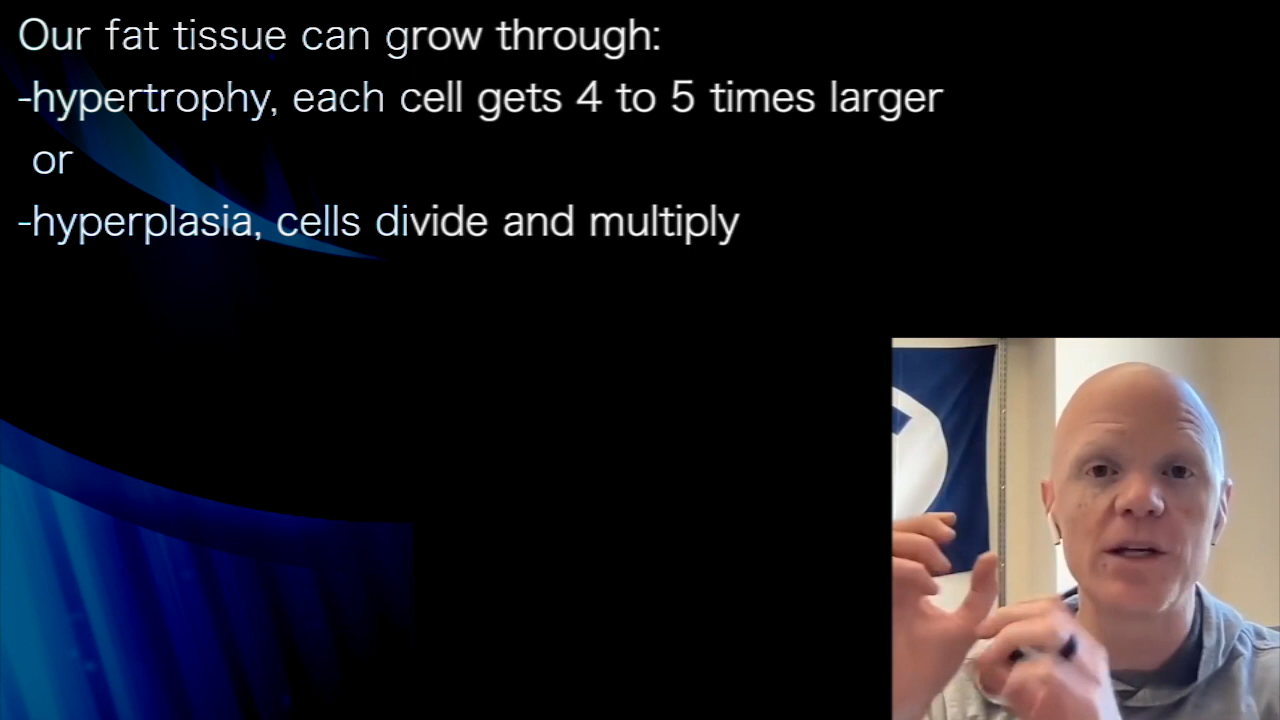 Our fat tissue can grow through:
-hypertrophy, each cell gets 4 to 5 times larger
or
-hyperplasia, cells divide and multiply